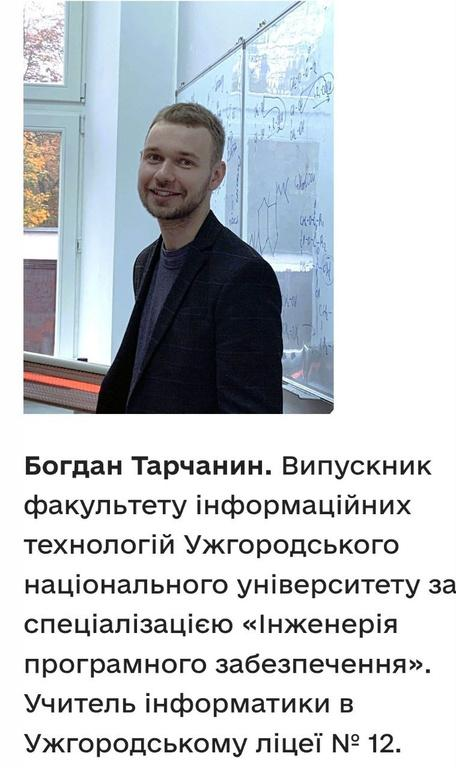 Богдан Тарчанин. Випускник
факультету інформаційних
технологій Ужгородського
національного університету за
спеціалізацією «Інженерія
програмного забезпечення».
Учитель інформатики в
Ужгородському ліцеї № 12.